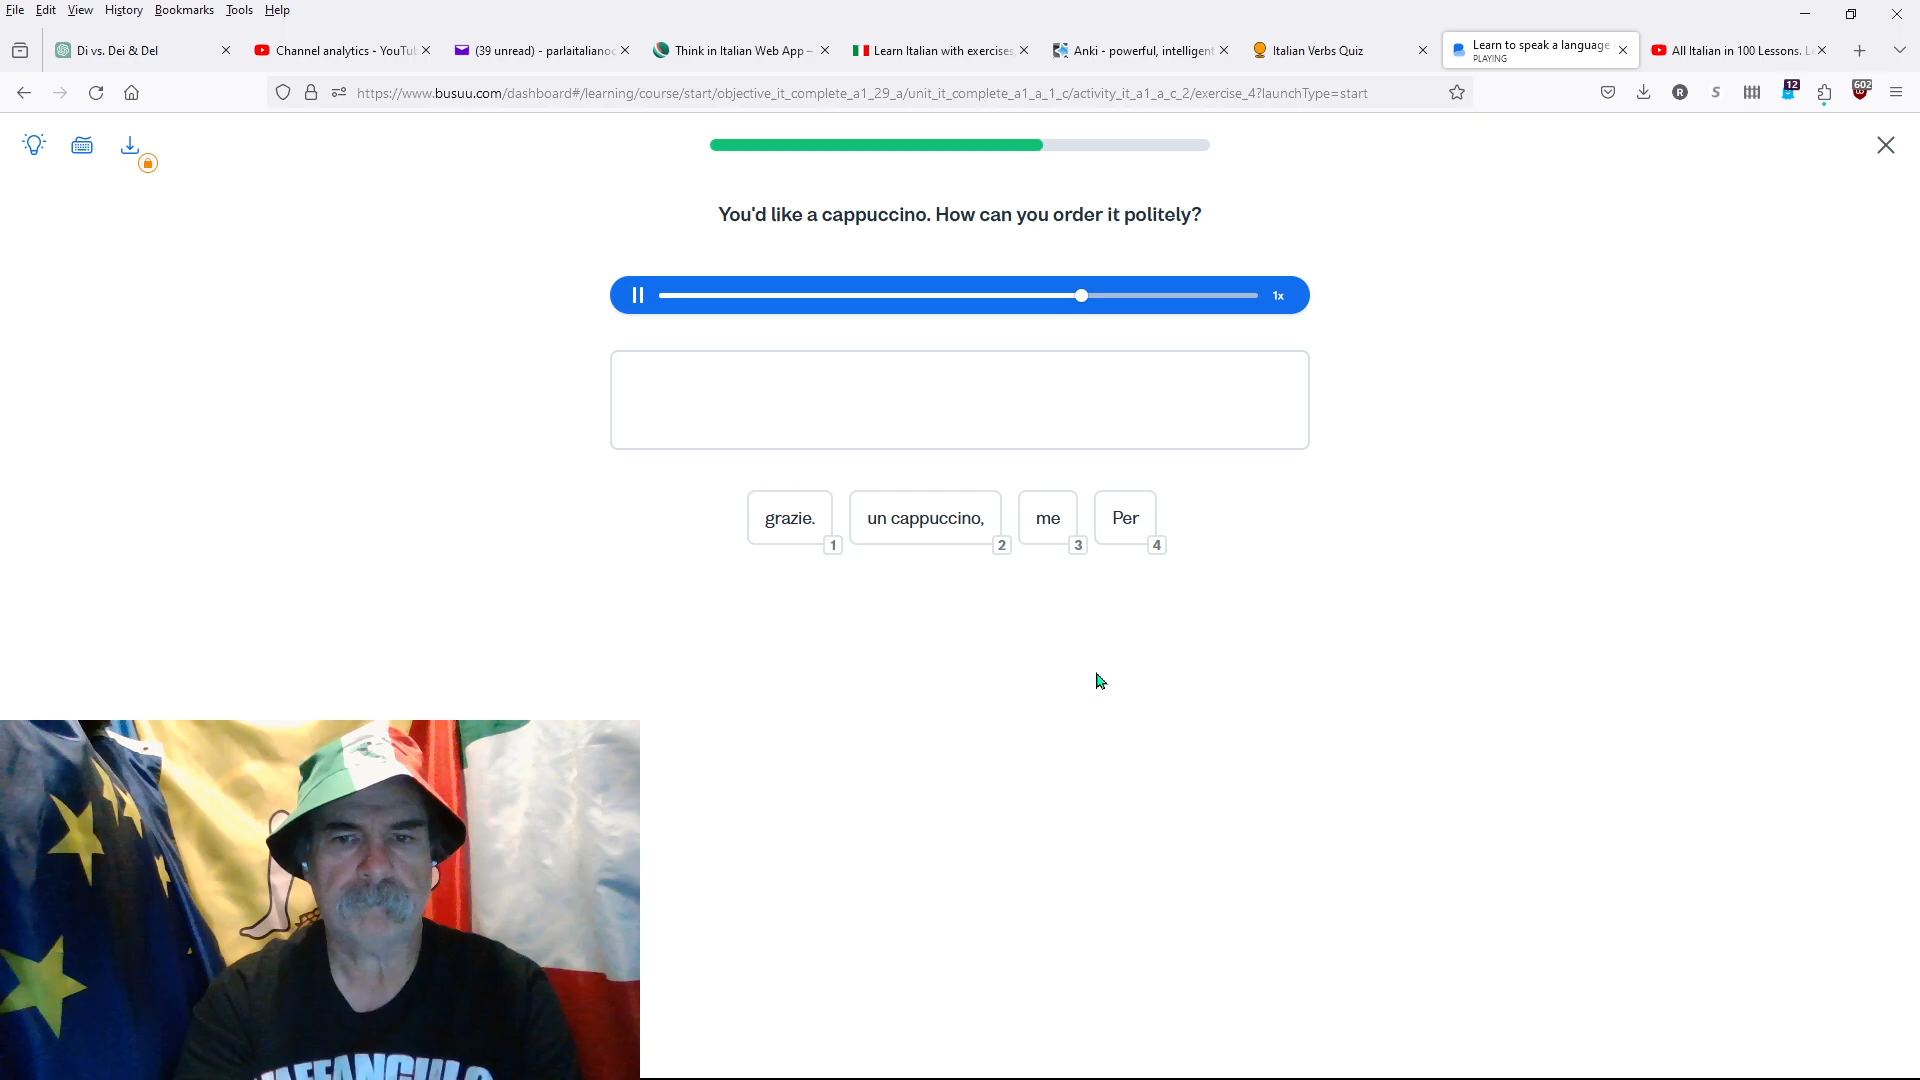 File Edit View History Bookmarks Tools Help
Di vs. Dei & Del
Channel analytics - YouTub
(39 unread) - parlaitaliano
Think in Italian Web App –
Learn Italian with exercises,
Anki - powerful, intelligent
Italian Verbs Quiz
Learn to speak a language
PLAYING
All Italian in 100 Lessons. L
https://www.busuu.com/dashboard#/learning/course/start/objective_it_complete_a1_29_a/unit_it_complete_a1_a_1_c/activity_it_a1_a_c_2/exercise_4?launchType=start
R
S
12
602
You'd like a cappuccino. How can you order it politely?
1x
grazie. un cappuccino, me Per
1 2 3 4